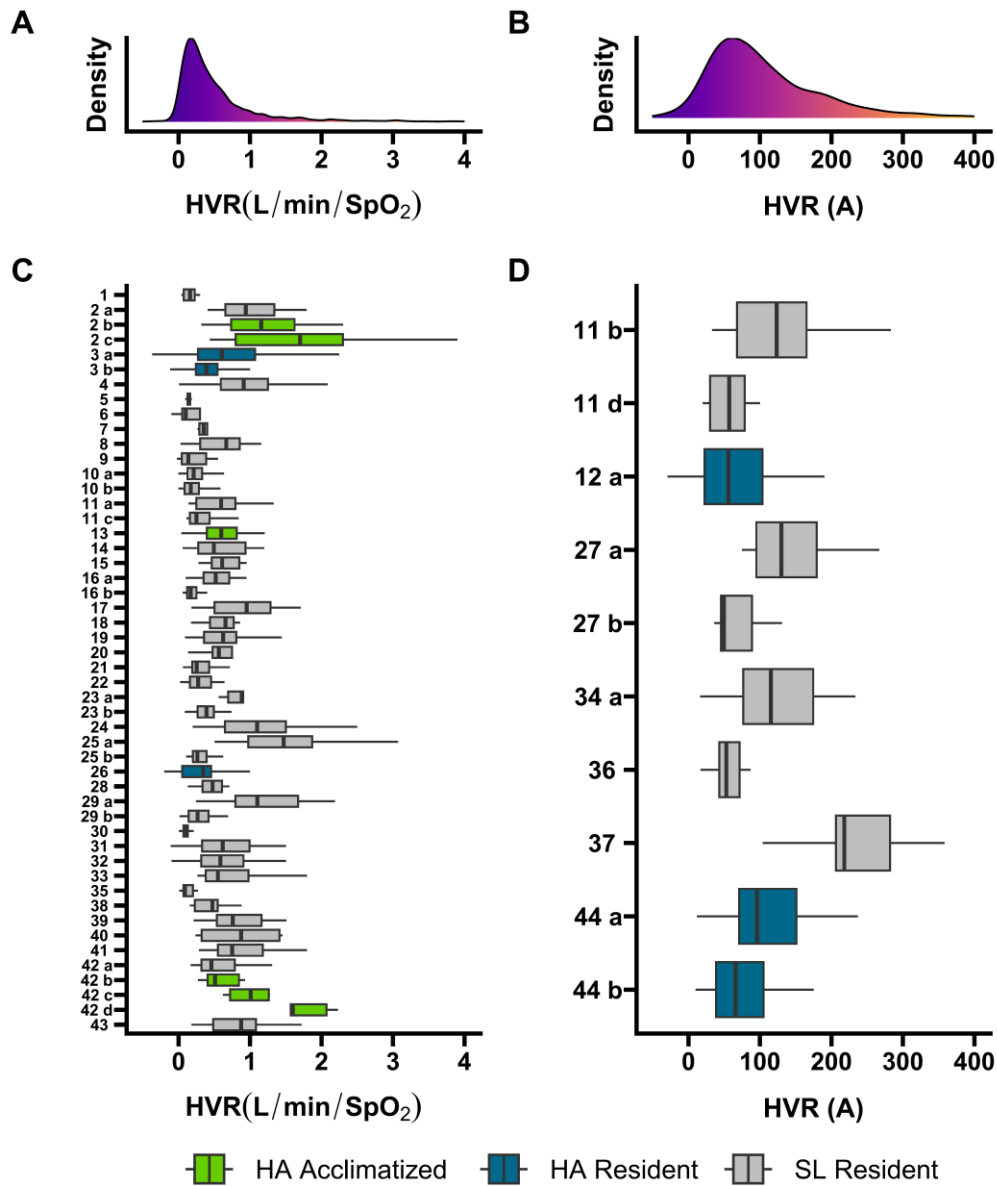 A
B
Density
Density
0 1 2 3 4
0 100 200 300 400
HVR(L/min/SpO₂)
HVR (A)
C
D
1
2 a
2 b
2 c
3 a
3 b
4
5
6
7
8
9
10 a
10 b
11 a
11 c
13
14
15
16 a
16 b
17
18
19
20
21
22
23 a
23 b
24
25 a
25 b
26
28
29 a
29 b
30
31
32
33
35
38
39
40
41
42 a
42 b
42 c
42 d
43
0 1 2 3 4
HVR(L/min/SpO₂)
11 b
11 d
12 a
27 a
27 b
34 a
36
37
44 a
44 b
0 100 200 300 400
HVR (A)
HA Acclimatized HA Resident SL Resident